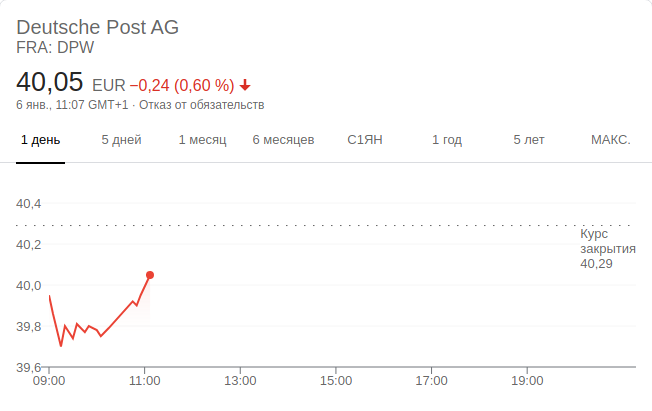 Deutsche Post AG
FRA: DPW
40,05 EUR −0,24 (0,60 %)
6 янв., 11:07 GMT+1 · Отказ от обязательств
1 день 5 дней 1 месяц 6 месяцев С1ЯН 1 год 5 лет МАКС.
40,4
40,2
40,0
39,8
39,6
Курс
закрытия
40,29
09:00 11:00 13:00 15:00 17:00 19:00